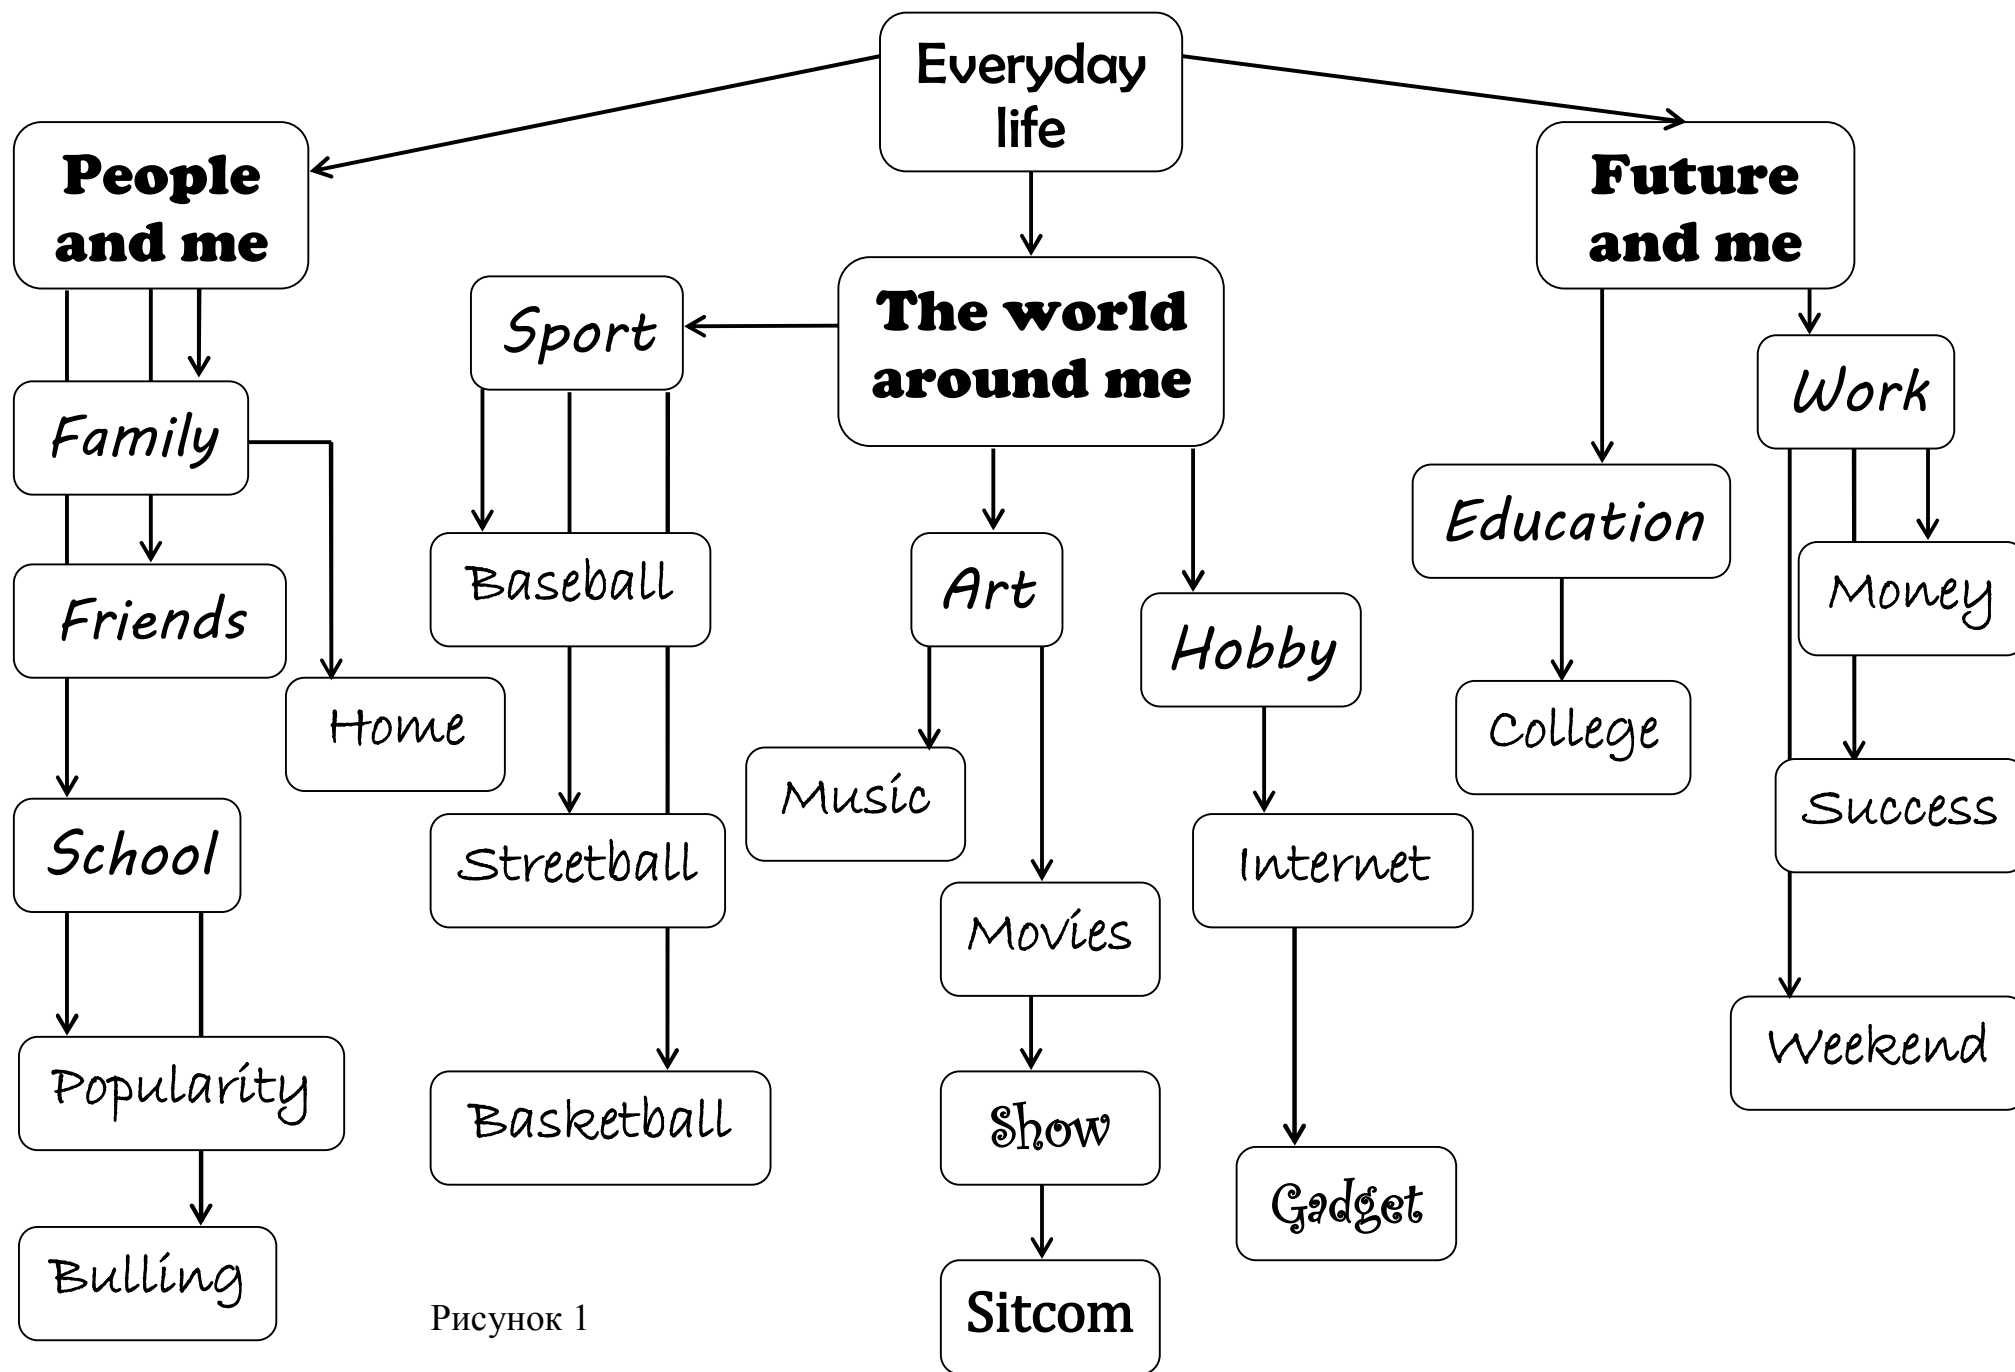 Everyday
life
People
and me
Future
and me
The world
around me
Sport
Work
Family
Education
Baseball
Art
Money
Friends
Hobby
Home
College
Music
Success
School
Streetball
Internet
Movies
Weekend
Popularity
Basketball
Show
Gadget
Bulling
Sitcom
Рисунок 1